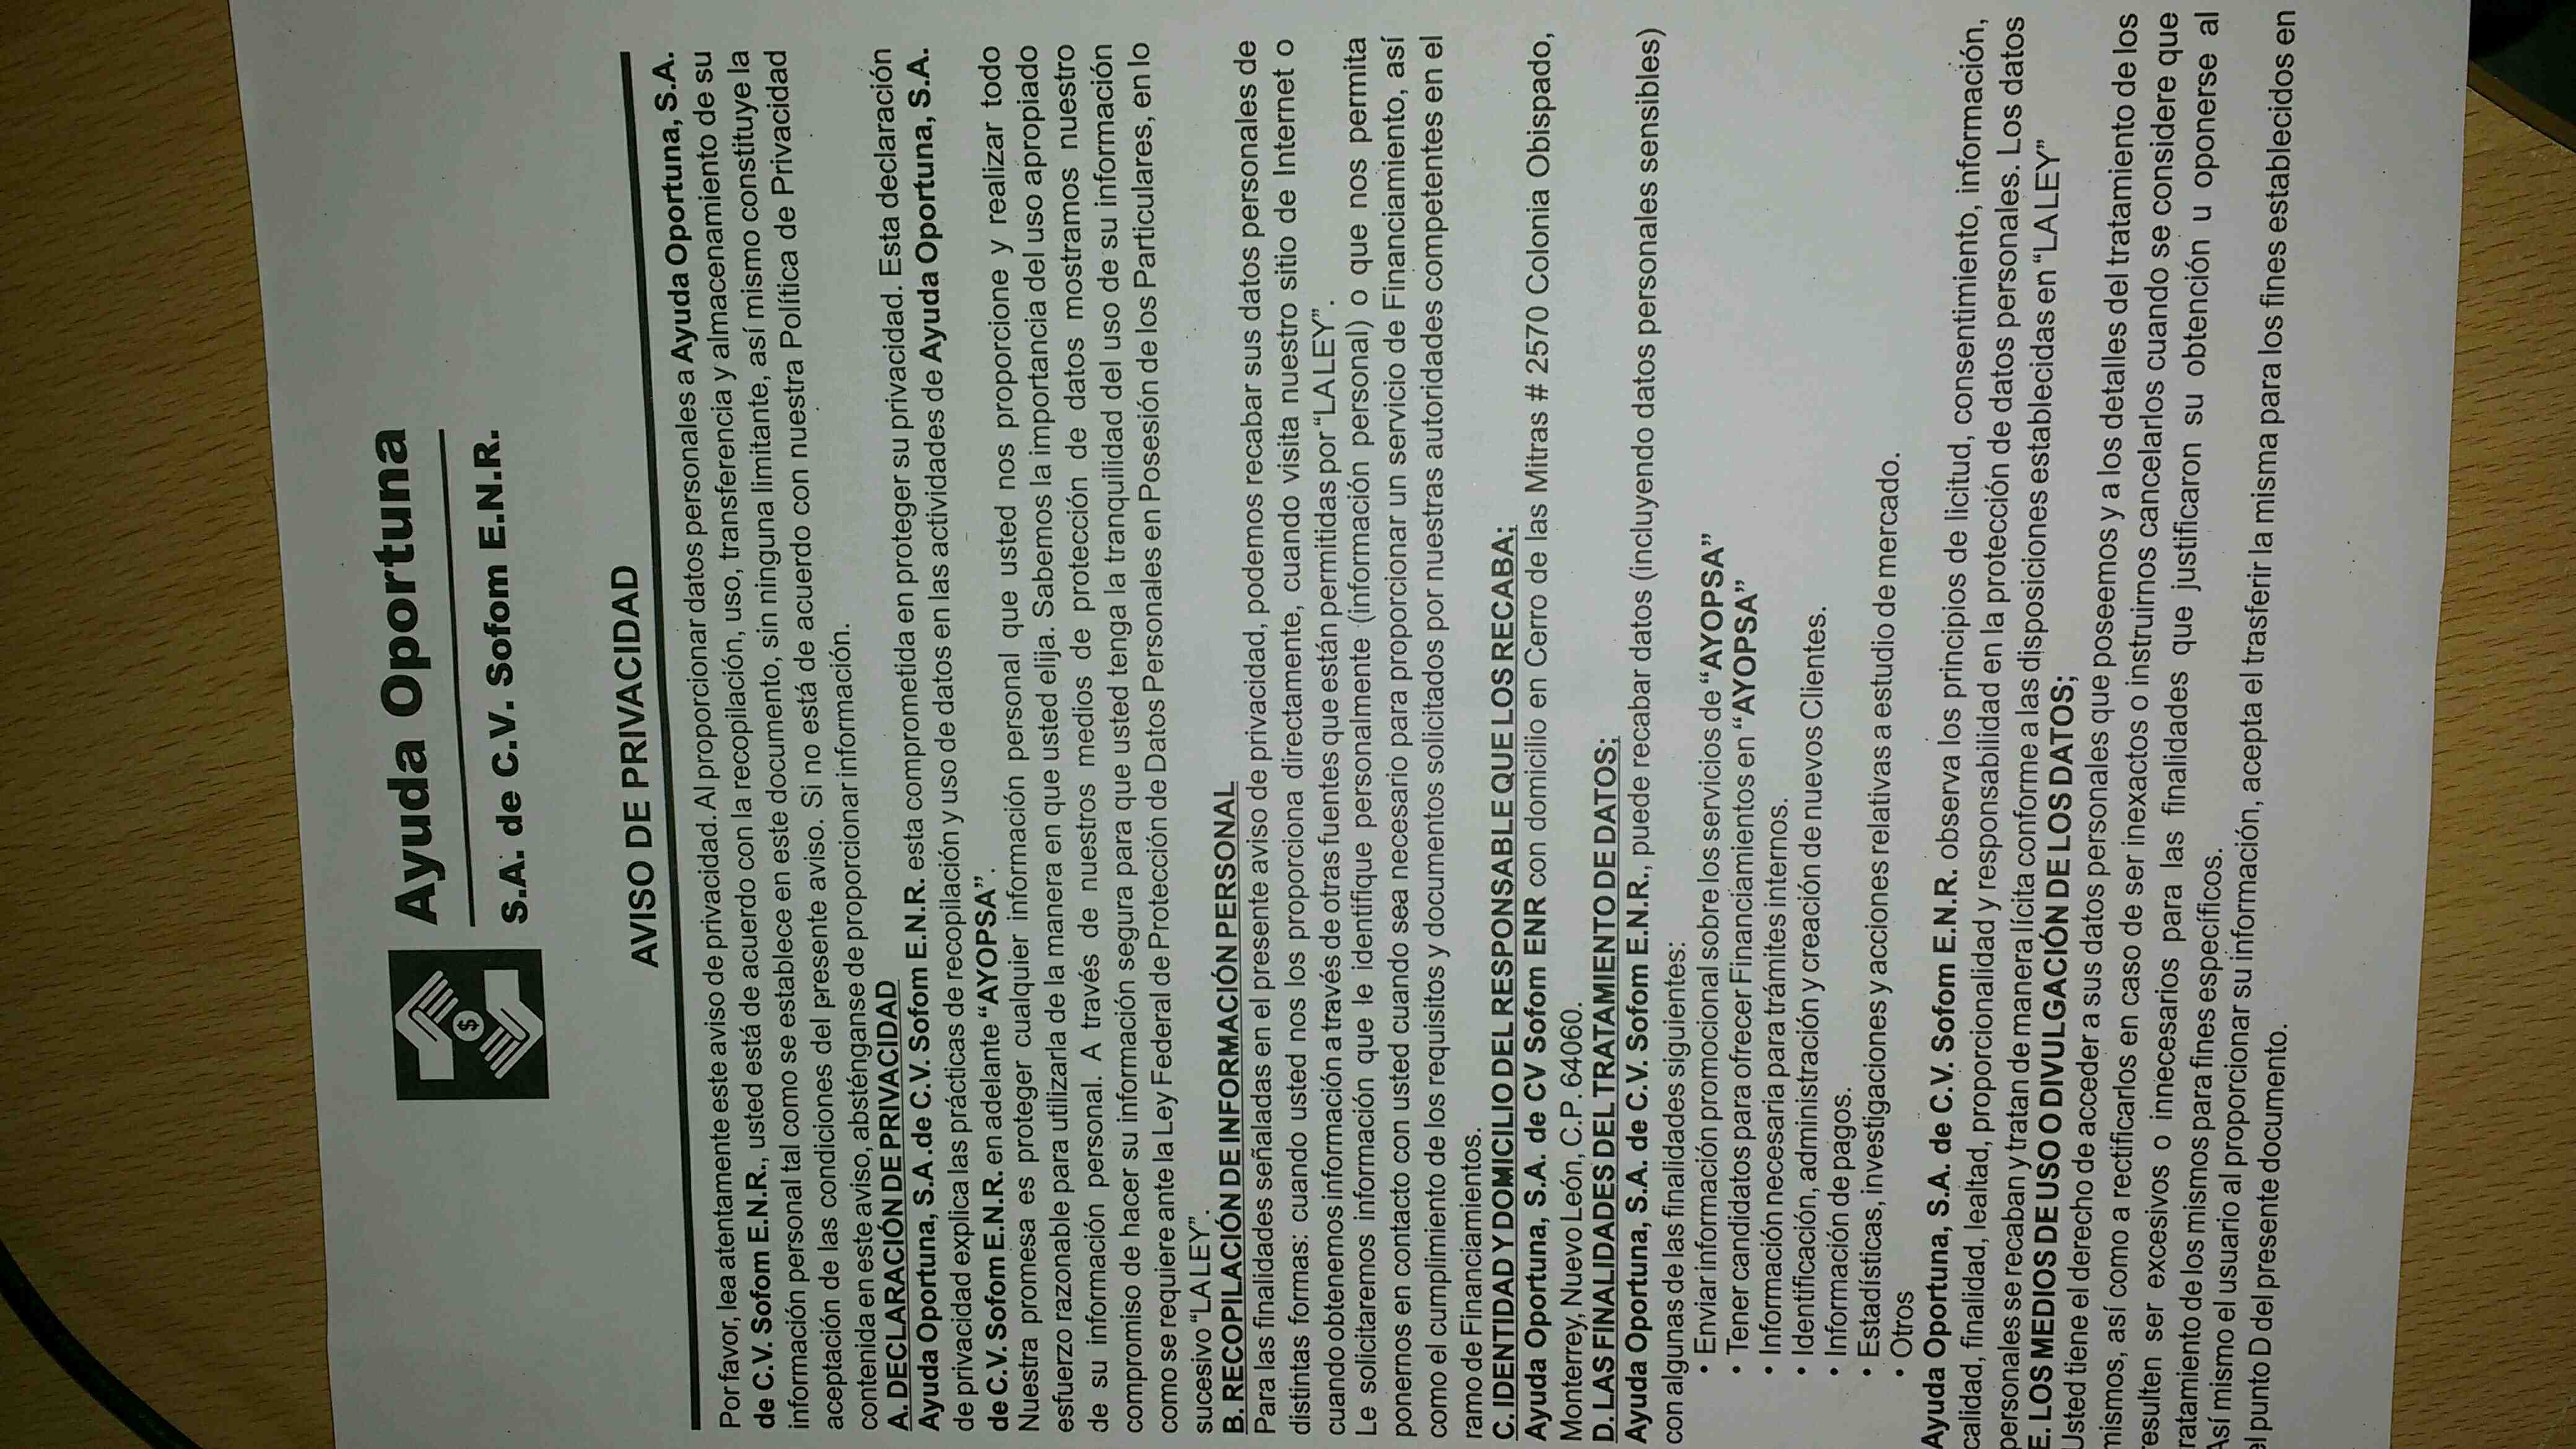 Ayuda Oportuna
S.A. de C.V. Sofom E.N.R.
$
AVISO DE PRIVACIDAD
Por favor, lea atentamente este aviso de privacidad. Al proporcionar datos personales a Ayuda Oportuna, S.A.
de C.V. Sofom E.N.R., usted está de acuerdo con la recopilación, uso, transferencia y almacenamiento de su
información personal tal como se establece en este documento, sin ninguna limitante, así mismo constituye la
aceptación de las condiciones del presente aviso. Si no está de acuerdo con nuestra Política de Privacidad
contenida en este aviso, absténganse de proporcionar información.
A. DECLARACIÓN DE PRIVACIDAD
Ayuda Oportuna, S.A.de C.V. Sofom E.N.R. esta comprometida en proteger su privacidad. Esta declaración
de privacidad explica las prácticas de recopilación y uso de datos en las actividades de Ayuda Oportuna, S.A.
de C.V. Sofom E.N.R. en adelante “AYOPSA”.
Nuestra promesa es proteger cualquier información personal que usted nos proporcione y realizar todo
esfuerzo razonable para utilizarla de la manera en que usted elija. Sabemos la importancia del uso apropiado
de su información personal. A través de nuestros medios de protección de datos mostramos nuestro
compromiso de hacer su información segura para que usted tenga la tranquilidad del uso de su información
como se requiere ante la Ley Federal de Protección de Datos Personales en Posesión de los Particulares, en lo
sucesivo “LA LEY”.
B. RECOPILACIÓN DE INFORMACIÓN PERSONAL
Para las finalidades señaladas en el presente aviso de privacidad, podemos recabar sus datos personales de
distintas formas: cuando usted nos los proporciona directamente, cuando visita nuestro sitio de Internet o
cuando obtenemos información a través de otras fuentes que están permitidas por “LA LEY”.
Le solicitaremos información que le identifique personalmente (información personal) o que nos permita
ponernos en contacto con usted cuando sea necesario para proporcionar un servicio de Financiamiento, así
como el cumplimiento de los requisitos y documentos solicitados por nuestras autoridades competentes en el
ramo de Financiamientos.
C. IDENTIDAD Y DOMICILIO DEL RESPONSABLE QUE LOS RECABA;
Ayuda Oportuna, S.A. de CV Sofom ENR con domicilio en Cerro de las Mitras # 2570 Colonia Obispado,
Monterrey, Nuevo León, C.P. 64060.
D. LAS FINALIDADES DEL TRATAMIENTO DE DATOS;
Ayuda Oportuna, S.A. de C.V. Sofom E.N.R., puede recabar datos (incluyendo datos personales sensibles)
con algunas de las finalidades siguientes:
• Enviar información promocional sobre los servicios de “AYOPSA”
• Tener candidatos para ofrecer Financiamientos en “AYOPSA”
• Información necesaria para trámites internos.
• Identificación, administración y creación de nuevos Clientes.
• Información de pagos.
• Estadísticas, investigaciones y acciones relativas a estudio de mercado.
• Otros
Ayuda Oportuna, S.A. de C.V. Sofom E.N.R. observa los principios de licitud, consentimiento, información,
calidad, finalidad, lealtad, proporcionalidad y responsabilidad en la protección de datos personales. Los datos
personales se recaban y tratan de manera lícita conforme a las disposiciones establecidas en “LA LEY”
E. LOS MEDIOS DE USO O DIVULGACIÓN DE LOS DATOS;
Usted tiene el derecho de acceder a sus datos personales que poseemos y a los detalles del tratamiento de los
mismos, así como a rectificarlos en caso de ser inexactos o instruirnos cancelarlos cuando se considere que
resulten ser excesivos o innecesarios para las finalidades que justificaron su obtención u oponerse al
tratamiento de los mismos para fines específicos.
Así mismo el usuario al proporcionar su información, acepta el trasferir la misma para los fines establecidos en
el punto D del presente documento.